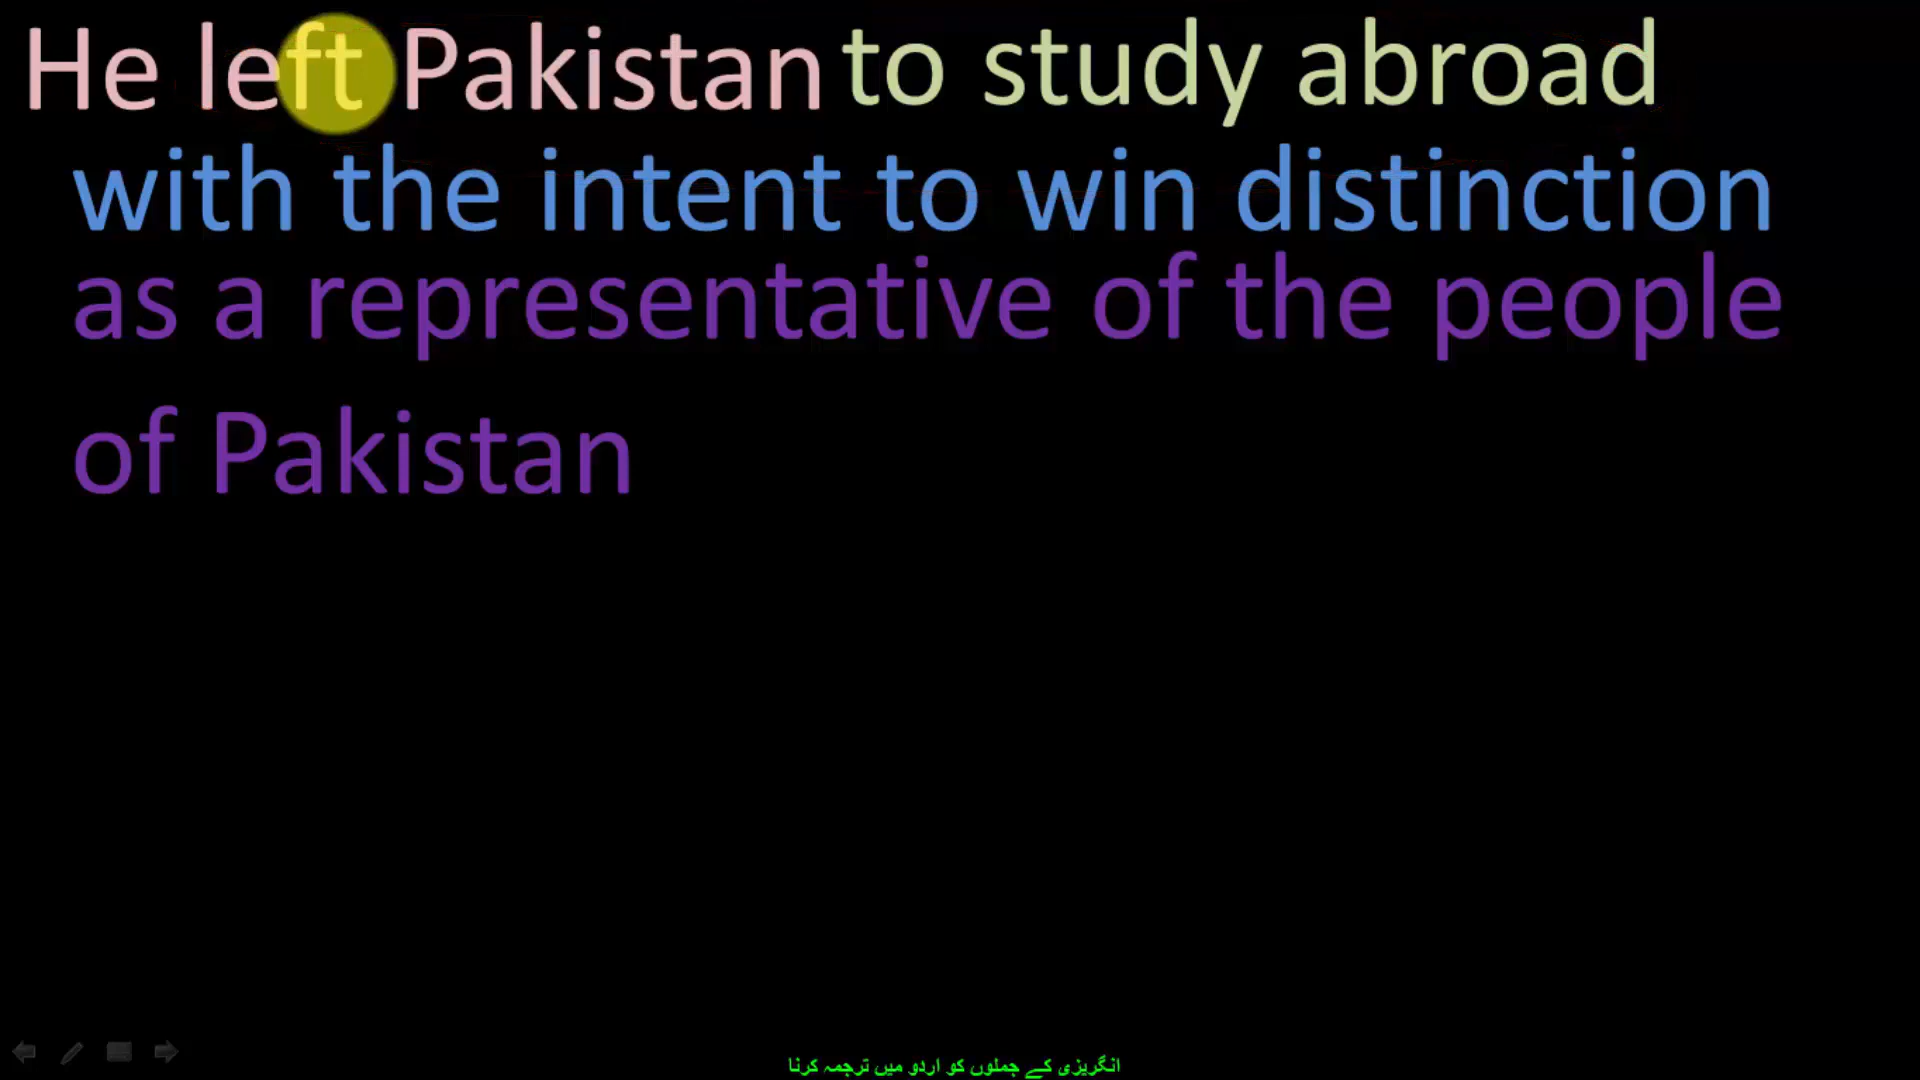 He left Pakistan to study abroad
with the intent to win distinction
as a representative of the people
of Pakistan
انگریزی کے جملوں کو اردو میں ترجمہ کرنا